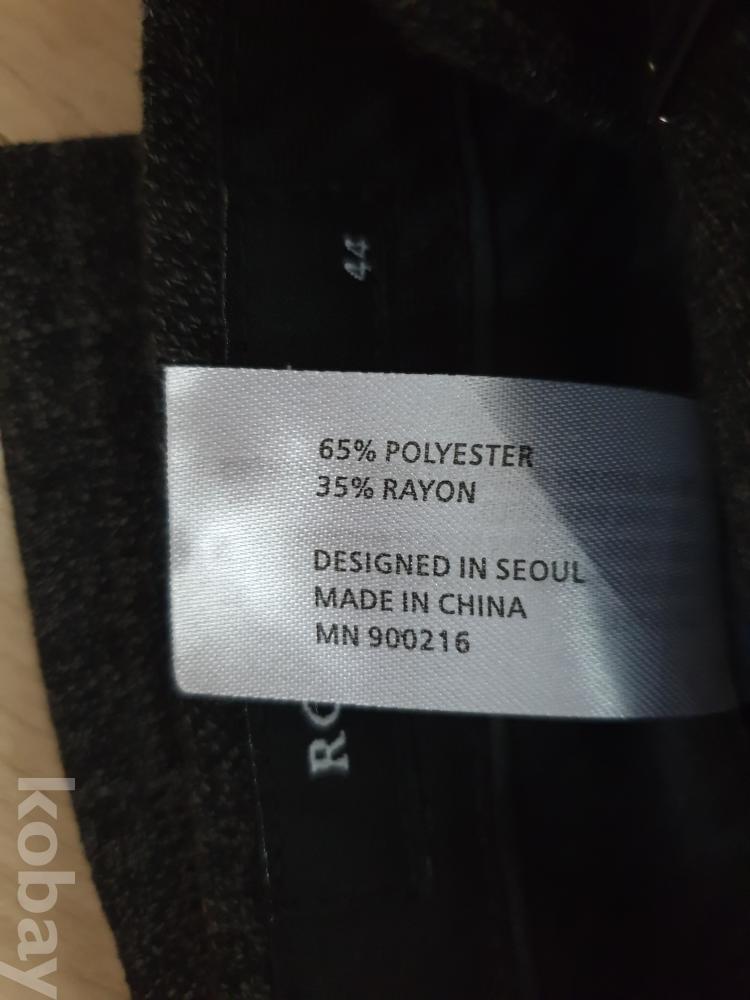 44
65% POLYESTER
35% RAYON
DESIGNED IN SEOUL
MADE IN CHINA
MN 900216
kobay